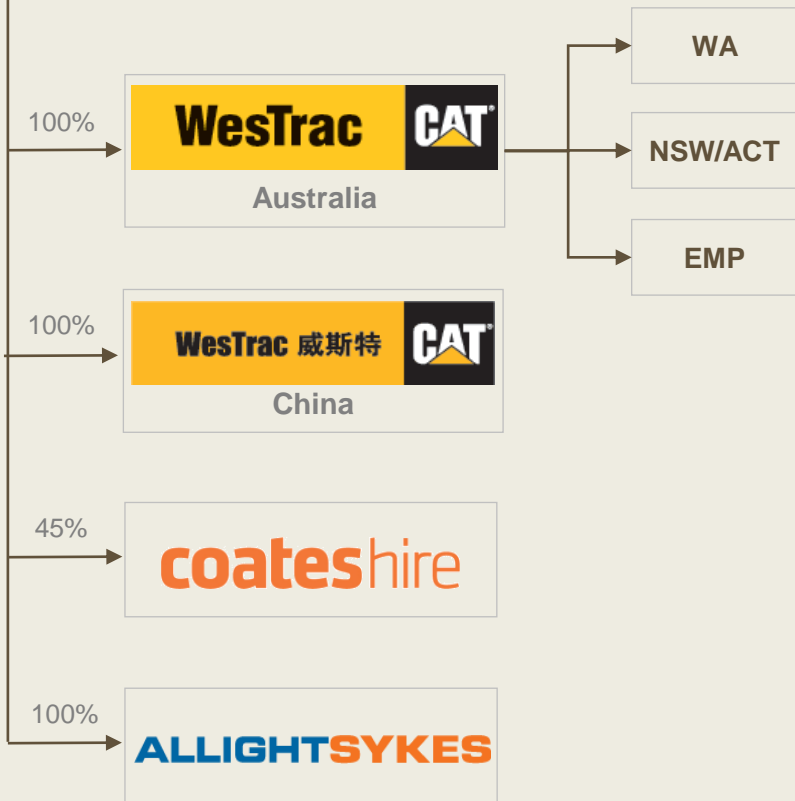 WA
100%
WesTrac CAT
NSW/ACT
Australia
EMP
100%
WesTrac 威斯特 CAT
China
45%
coateshire
100%
ALLIGHTSYKES